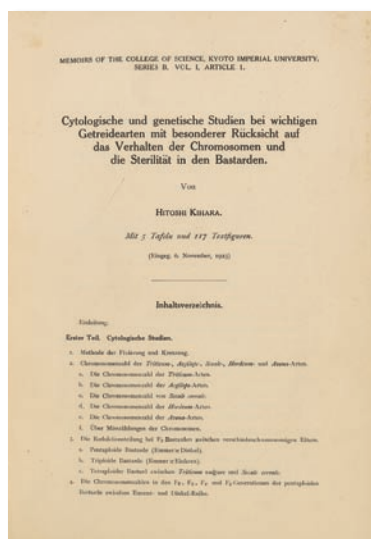 MEMOIRS OF THE COLLEGE OF SCIENCE, KYOTO IMPERIAL UNIVERSITY,
SERIES B, VOL. I, ARTICLE 1.
Cytologische und genetische Studien bei wichtigen
Getreidearten mit besonderer Rücksicht auf
das Verhalten der Chromosomen und
die Sterilität in den Bastarden.
Von
HITOSHI KIHARA.
Mit 5 Tafeln und 117 Textfiguren.
(Eingeg. 6. November, 1923)
Inhaltsverzeichnis.
Einleitung.
Erster Teil. Cytologische Studien.
1. Methode der Fixierung und Kreuzung.
2. Chromosomenzahl der Triticum-, Aegilops-, Secale-, Hordeum- und Avena-Arten.
a. Die Chromosomenzahl der Triticum-Arten.
b. Die Chromosomenzahl der Aegilops-Arten.
c. Die Chromosomenzahl von Secale cereale.
d. Die Chromosomenzahl der Hordeum-Arten.
e. Die Chromosomenzahl der Avena-Arten.
f. Über Messzählungen der Chromosomen.
3. Die Reduktionsteilung bei F₁ Bastarden zwischen verschiedenchromosomigen Eltern.
a. Pentaploide Bastarde (Emmer x Dinkel).
b. Triploide Bastarde (Emmer x Einkorn).
c. Tetraploider Bastard zwischen Triticum vulgare und Secale cereale.
4. Die Chromosomenzahlen in den F₂, F₃, F₄ und F₅ Generationen der pentaploiden
Bastarde zwischen Emmer- und Dinkel-Reihe.